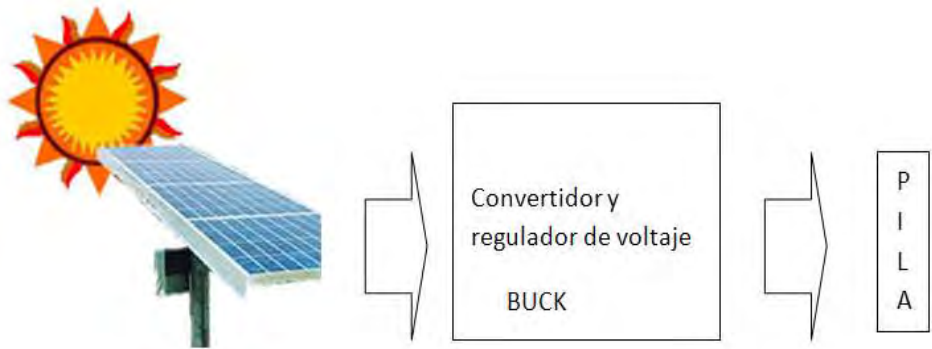 Convertidor y
regulador de voltaje
BUCK
P
I
L
A